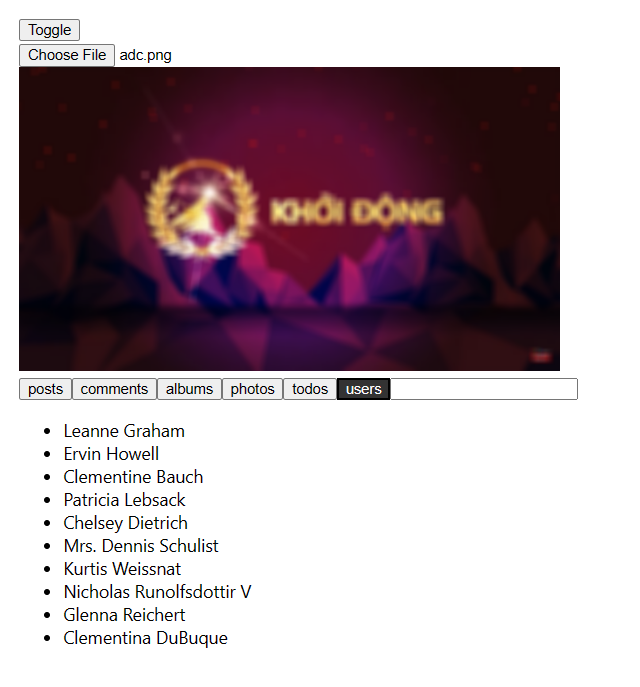 Toggle
Choose File adc.png
KHỞI ĐỘNG
posts comments albums photos todos users
Leanne Graham
Ervin Howell
Clementine Bauch
Patricia Lebsack
Chelsey Dietrich
Mrs. Dennis Schulist
Kurtis Weissnat
Nicholas Runolfsdottir V
Glenna Reichert
Clementina DuBuque